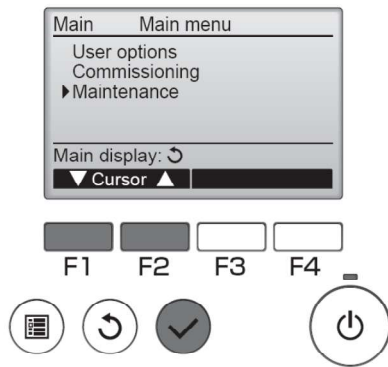 Main Main menu
User options
Commissioning
Maintenance
Main display:
Cursor
F1 F2 F3 F4